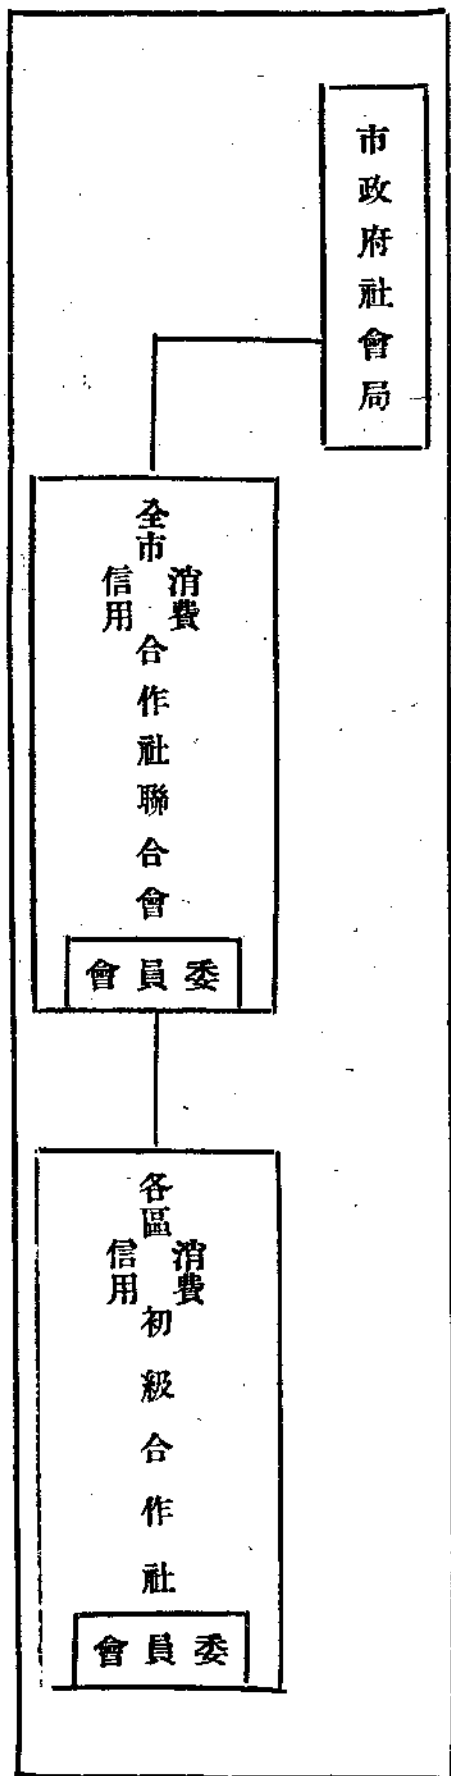 市政府社會局
全市
消費
信用
合作社聯合會
委員會
各區
消費
信用
初級合作社
委員會